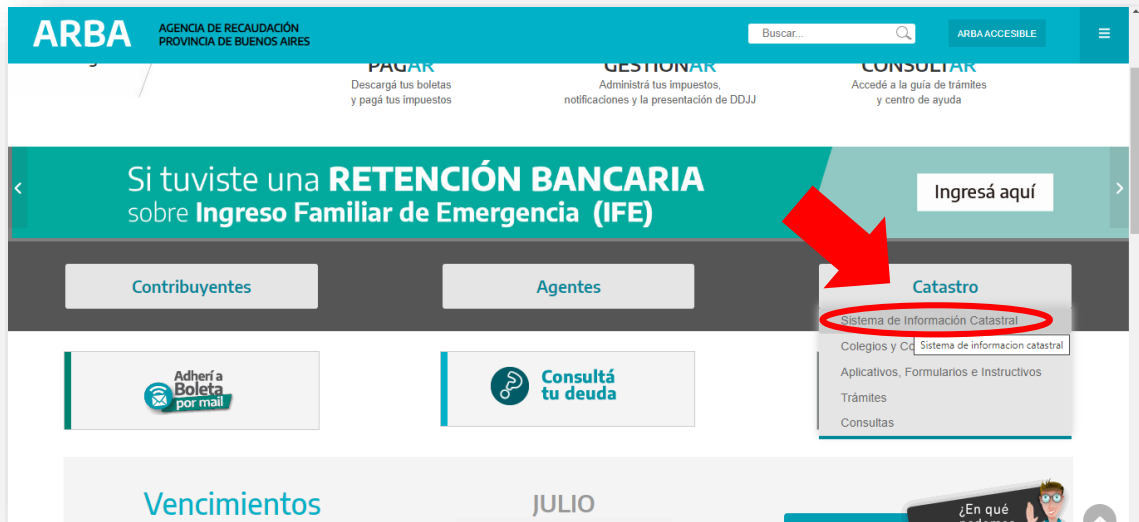 ARBA
AGENCIA DE RECAUDACIÓN
PROVINCIA DE BUENOS AIRES
Buscar...
ARBA ACCESIBLE
PAGAR
Descargá tus boletas
y pagá tus impuestos
GESTIONAR
Administrá tus impuestos,
notificaciones y la presentación de DDJJ
CONSULTAR
Accedé a la guía de trámites
y centro de ayuda
Si tuviste una RETENCIÓN BANCARIA
sobre Ingreso Familiar de Emergencia (IFE)
Ingresá aquí
Contribuyentes
Agentes
Catastro
Sistema de Información Catastral
Colegios y Co
Sistema de informacion catastral
Aplicativos, Formularios e Instructivos
Trámites
Consultas
Adherí a
Boleta
por mail
Consultá
tu deuda
Vencimientos
JULIO
¿En qué
podemos